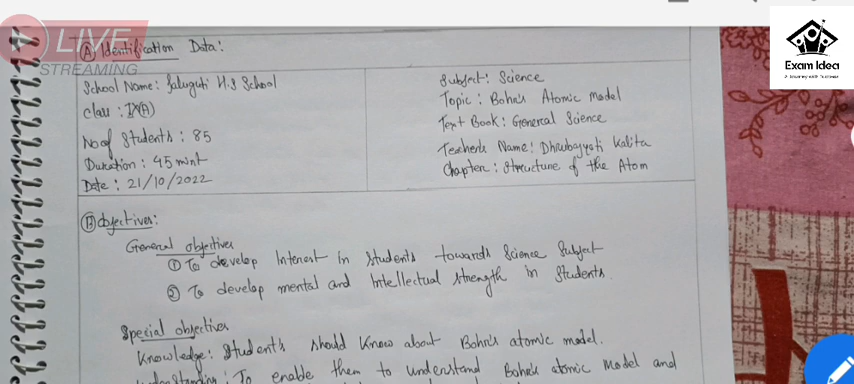 LIVE
STREAMING
Exam Idea
A Identification Data:
School Name: Jaluguti H.S School
Class : IX(A)
No of Students : 85
Duration : 45 mint
Date : 21/10/2022
Subject: Science
Topic : Bohr's Atomic Model
Text Book: General Science
Teacher's Name: Dhrubajyoti Kalita
Chapter : Structure of the Atom
B Objectives:
General objectives
① To develop Interest in Students towards Science Subject
② To develop mental and Intellectual strength in Students.
Special objectives
Knowledge: Student's should Know about Bohr's atomic model.
Understanding: To enable them to understand Bohr's atomic Model and